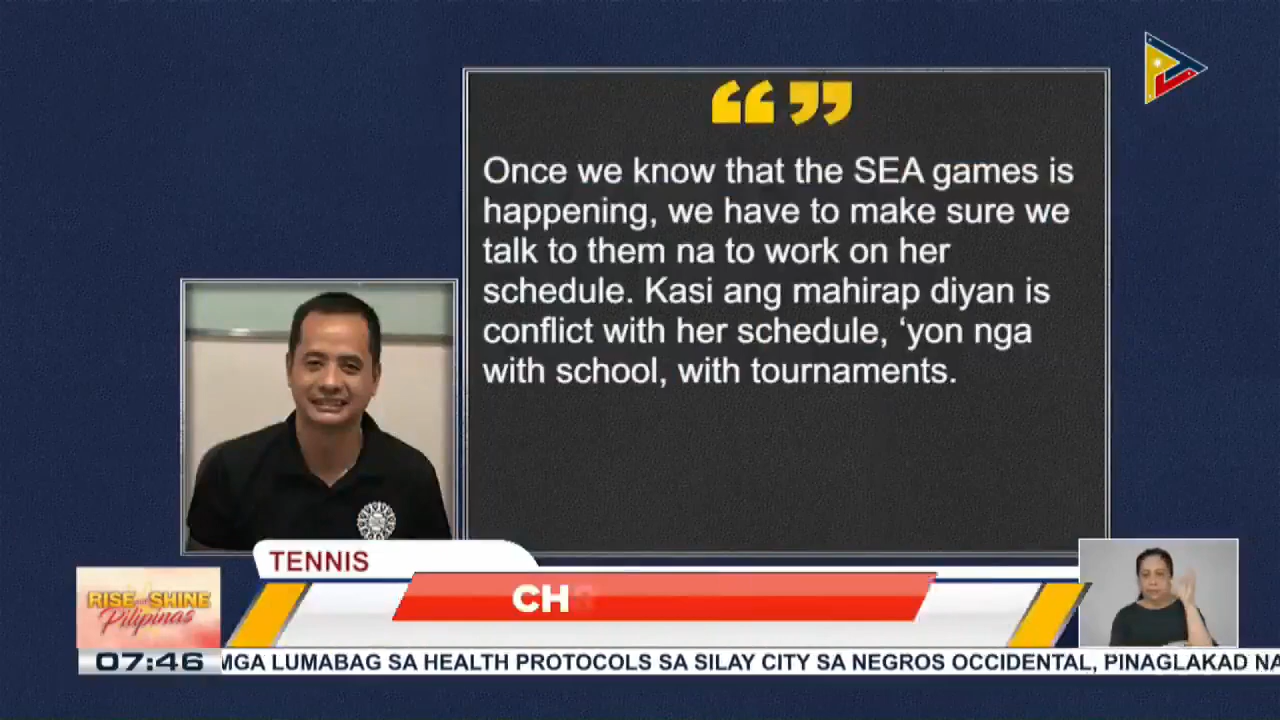 ““ ””
Once we know that the SEA games is
happening, we have to make sure we
talk to them na to work on her
schedule. Kasi ang mahirap diyan is
conflict with her schedule, ‘yon nga
with school, with tournaments.
TENNIS
CH
RISE and SHINE
Pilipinas
07:46
MGA LUMABAG SA HEALTH PROTOCOLS SA SILAY CITY SA NEGROS OCCIDENTAL, PINAGLAKAD NA